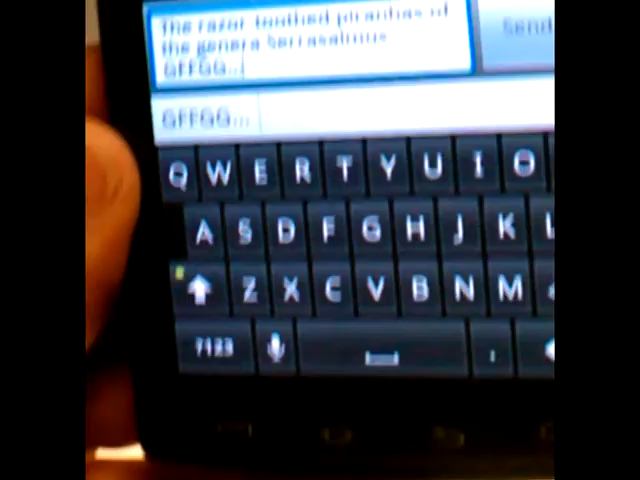 The razor toothed piranhas of
the genera Serrasalmus
GFFGG...
Send
GFFGG...
Q W E R T Y U I O
A S D F G H J K L
Z X C V B N M
?123 .